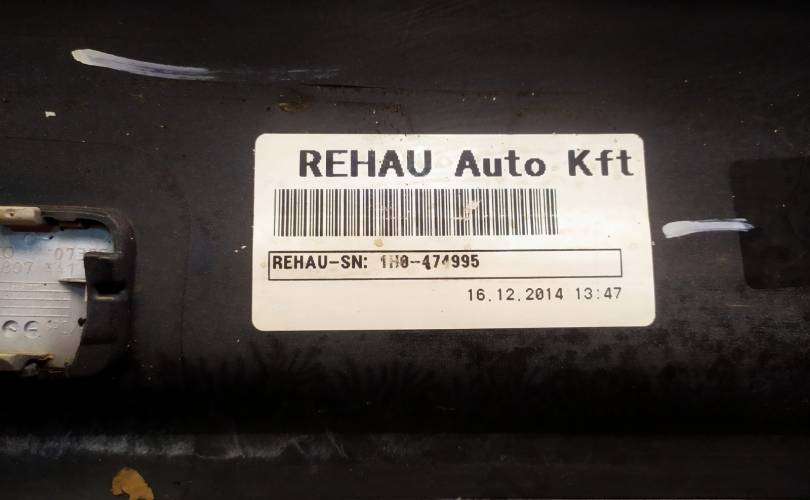 REHAU Auto Kft
REHAU-SN: 1H0-474995
16.12.2014 13:47